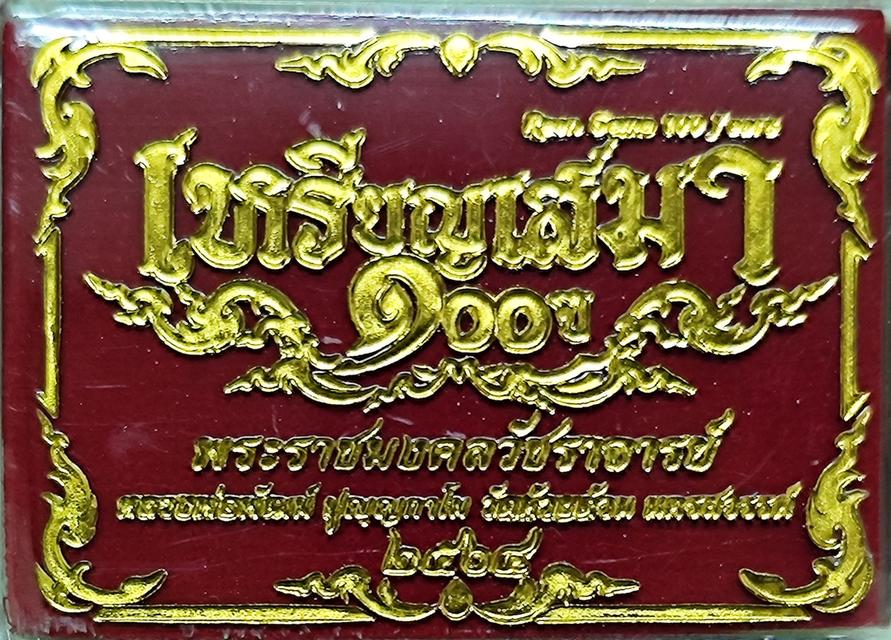 เหรียญเสมา
๑๐๐ปี
พระราชมงคลวัชราจารย์
หลวงพ่อพัฒน์ ปุญญกาโม วัดห้วยด้วน นครสวรรค์
๒๕๖๔